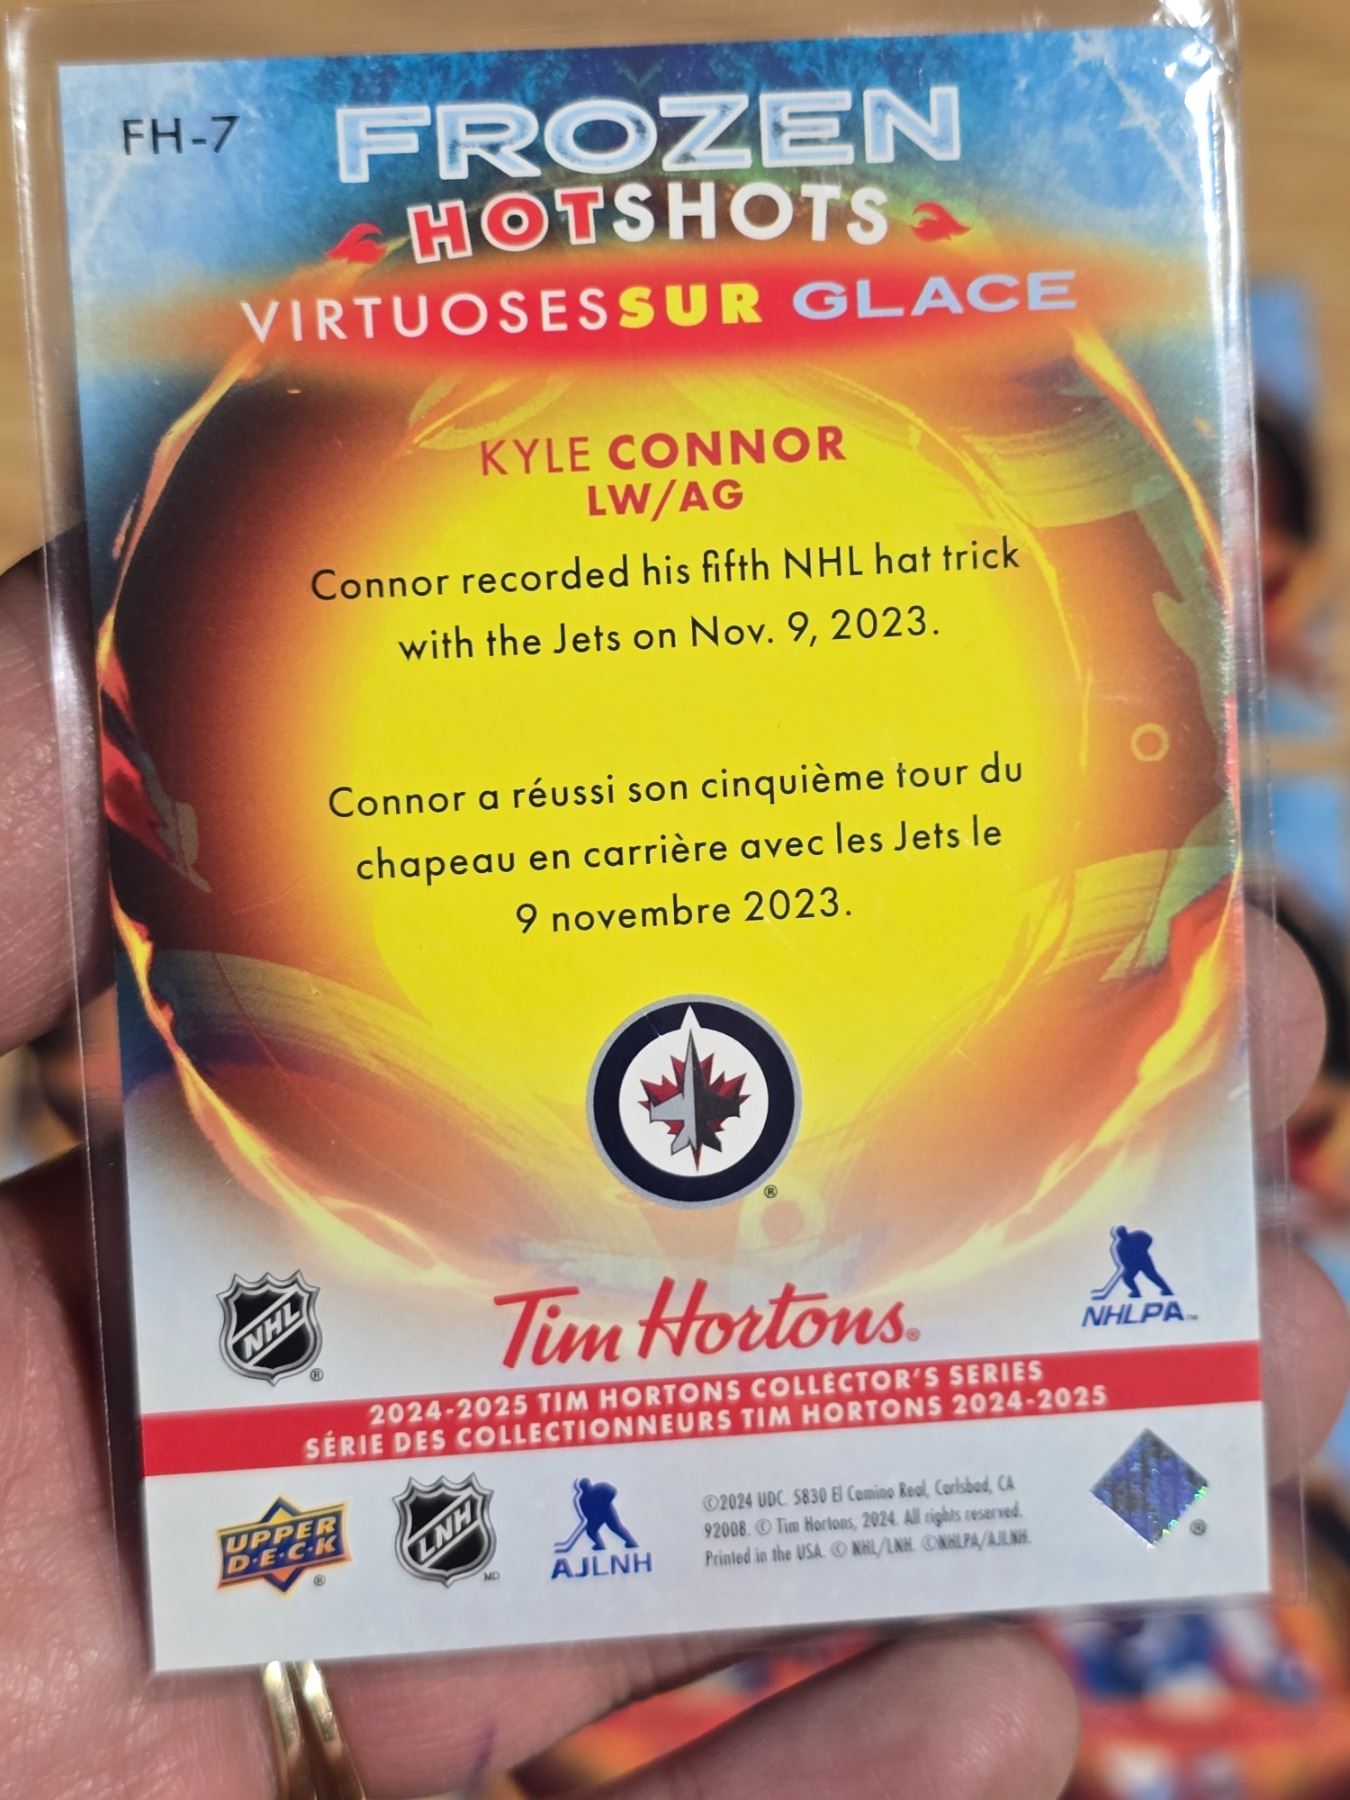 FH-7
FROZEN
HOTSHOTS
VIRTUOSES SUR GLACE
KYLE CONNOR
LW/AG
Connor recorded his fifth NHL hat trick
with the Jets on Nov. 9, 2023.
Connor a réussi son cinquième tour du
chapeau en carrière avec les Jets le
9 novembre 2023.
®
NHL
®
Tim Hortons®
NHLPA™
2024-2025 TIM HORTONS COLLECTOR'S SERIES
SÉRIE DES COLLECTIONNEURS TIM HORTONS 2024-2025
UPPER
D·E·C·K
®
LNH
MD
AJLNH
©2024 UDC. 5830 El Camino Real, Carlsbad, CA
92008. © Tim Hortons, 2024. All rights reserved.
Printed in the USA. © NHL/LNH. ©NHLPA/AJLNH.
®